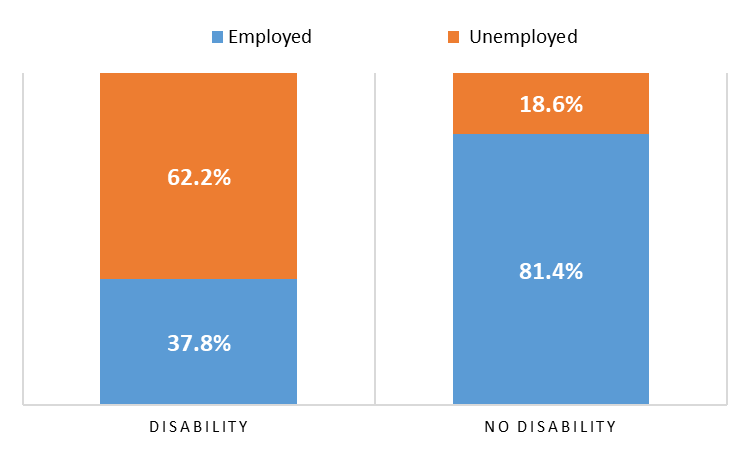 Employed Unemployed
18.6%
62.2%
81.4%
37.8%
DISABILITY NO DISABILITY